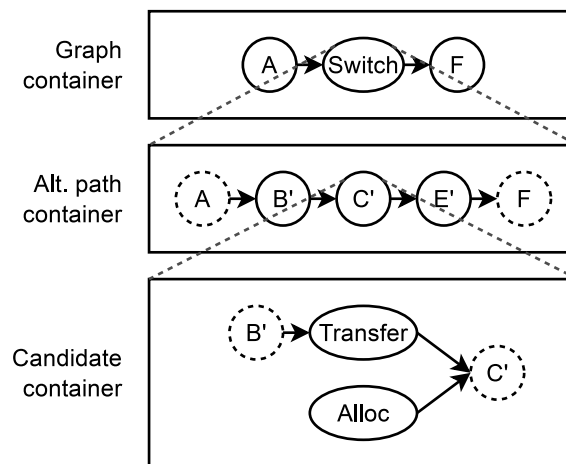 Graph
container
A
Switch
F
Alt. path
container
A
B'
C'
E'
F
Candidate
container
B'
Transfer
C'
Alloc